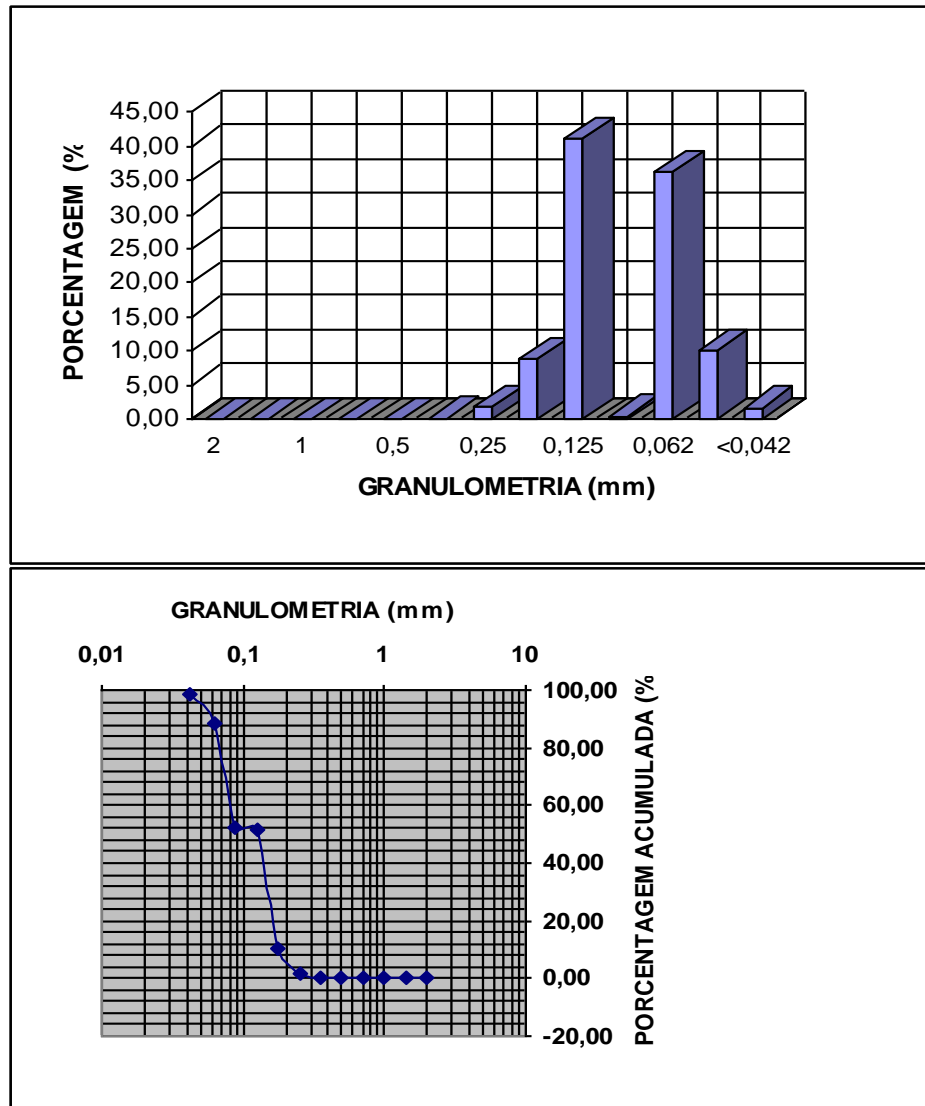 PORCENTAGEM (%
45,00
40,00
35,00
30,00
25,00
20,00
15,00
10,00
5,00
0,00
2 1 0,5 0,25 0,125 0,062 <0,042
GRANULOMETRIA (mm)
GRANULOMETRIA (mm)
0,01 0,1 1 10
100,00
80,00
60,00
40,00
20,00
0,00
-20,00
PORCENTAGEM ACUMULADA (%